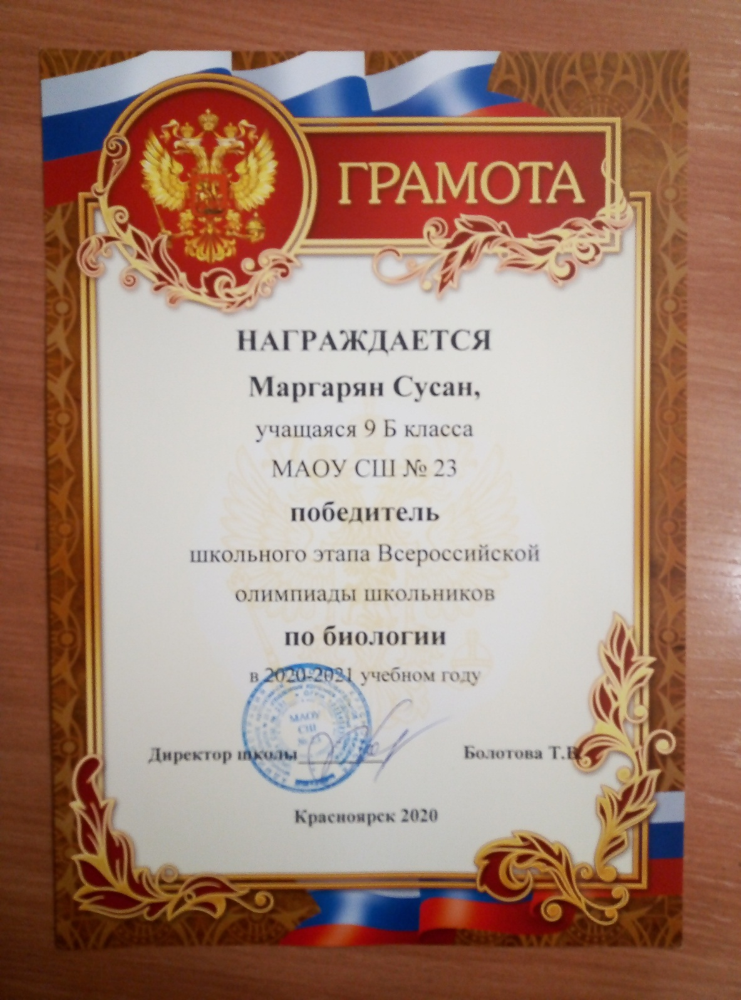 ГРАМОТА
НАГРАЖДАЕТСЯ
Маргарян Сусан,
учащаяся 9 Б класса
МАОУ СШ № 23
победитель
школьного этапа Всероссийской
олимпиады школьников
по биологии
в 2020-2021 учебном году
МАОУ
СШ
Директор школы Болотова Т.В.
Красноярск 2020